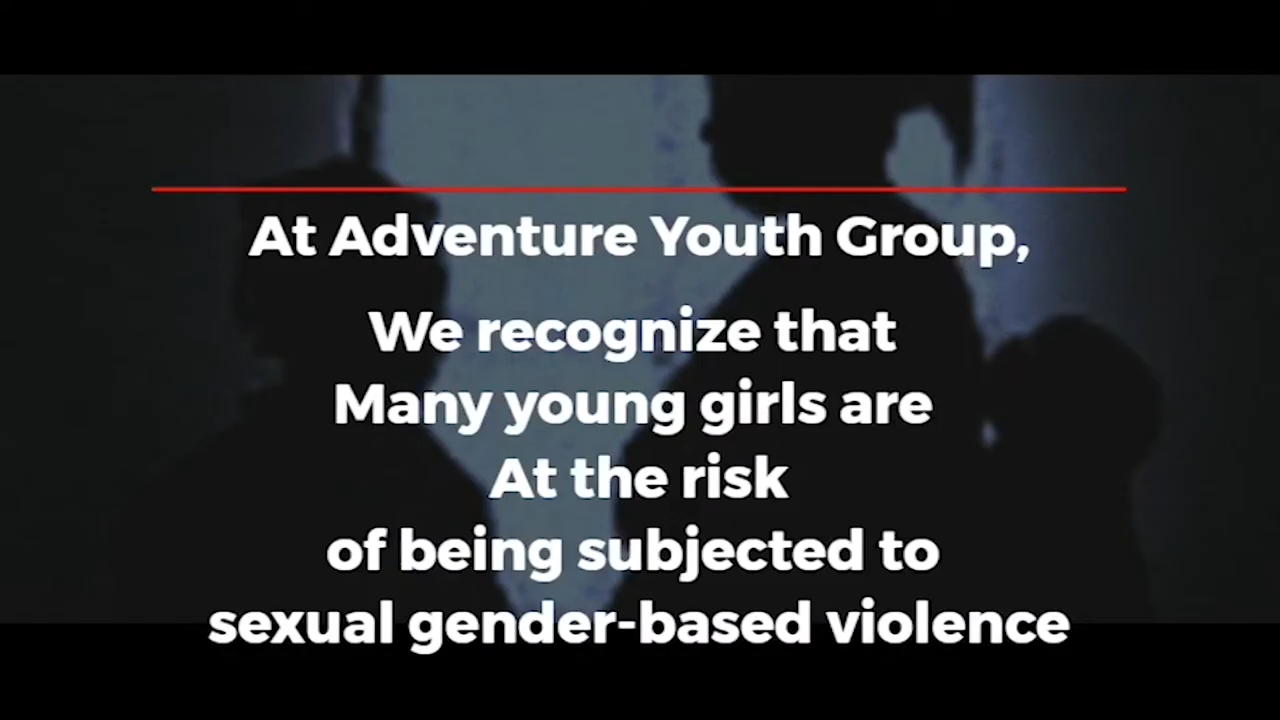 At Adventure Youth Group,
We recognize that
Many young girls are
At the risk
of being subjected to
sexual gender-based violence